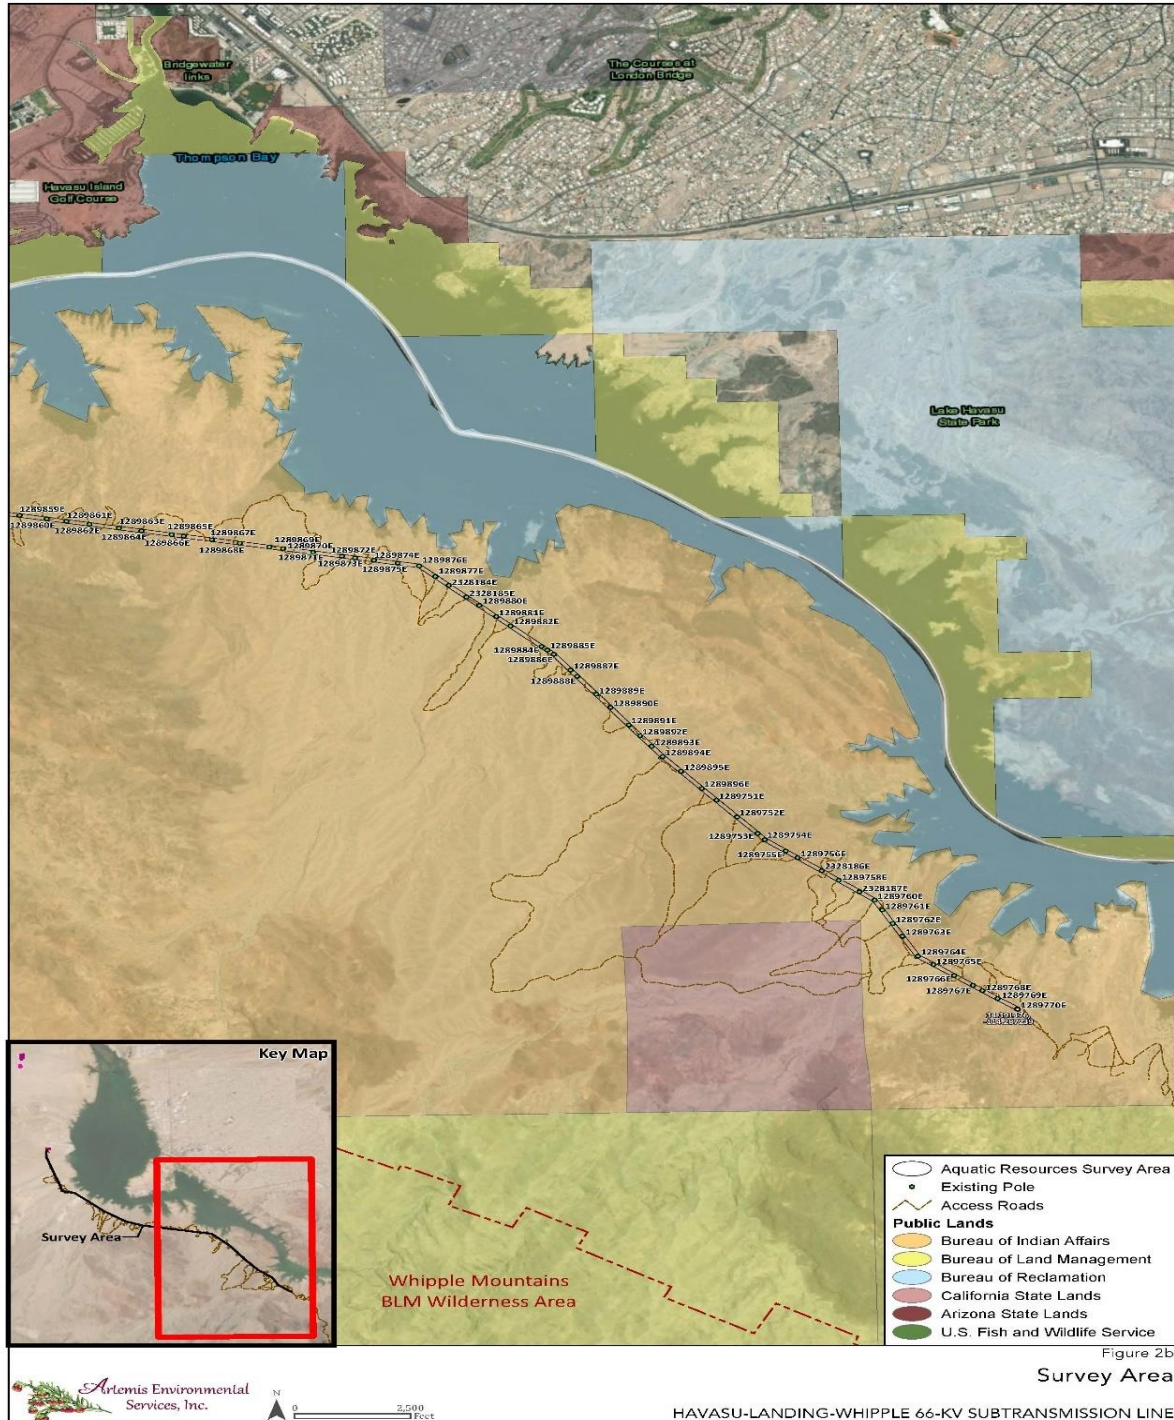 Bridgewater
links
The Courses at
London Bridge
Thompson Bay
Havasu Island
Golf Course
Lake Havasu
State Park
1289859E
1289860E
1289861E
1289862E
1289863E
1289864E
1289865E
1289866E
1289867E
1289868E
1289869E
1289870E
1289871E
1289872E
1289873E
1289874E
1289875E
1289876E
1289877E
2328184E
2328185E
1289880E
1289881E
1289882E
1289884E
1289885E
1289886E
1289887E
1289888E
1289889E
1289890E
1289891E
1289892E
1289893E
1289894E
1289895E
1289896E
1289751E
1289752E
1289753E
1289754E
1289755E
1289756E
2328186E
1289758E
2328187E
1289760E
1289761E
1289762E
1289763E
1289764E
1289765E
1289766E
1289767E
1289768E
1289769E
1289770E
Key Map
Survey Area
Whipple Mountains
BLM Wilderness Area
Aquatic Resources Survey Area
Existing Pole
Access Roads
Public Lands
Bureau of Indian Affairs
Bureau of Land Management
Bureau of Reclamation
California State Lands
Arizona State Lands
U.S. Fish and Wildlife Service
Figure 2b
Survey Area
Artemis Environmental
Services, Inc.
N
0 2,500
Feet
HAVASU-LANDING-WHIPPLE 66-KV SUBTRANSMISSION LINE